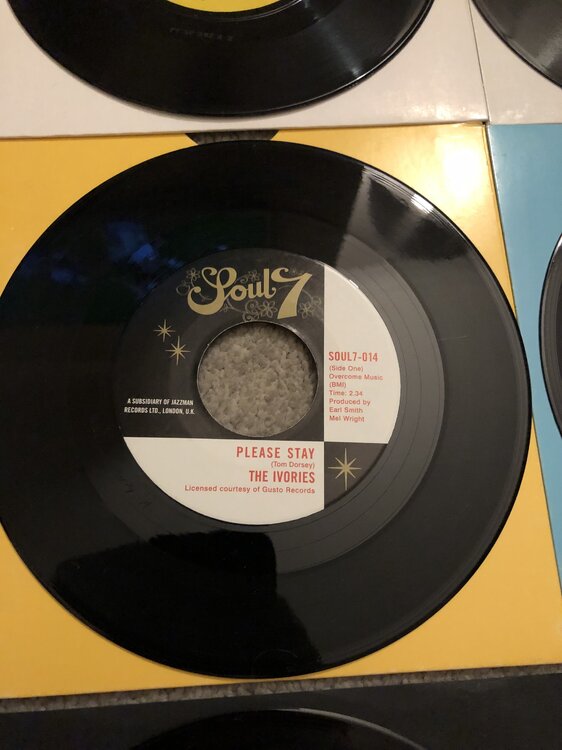 Soul 7
SOUL7-014
(Side One)
Overcome Music
(BMI)
Time: 2.34
Produced by
Earl Smith
Mel Wright
A SUBSIDIARY OF JAZZMAN
RECORDS LTD., LONDON, U.K.
PLEASE STAY
(Tom Dorsey)
THE IVORIES
Licensed courtesy of Gusto Records